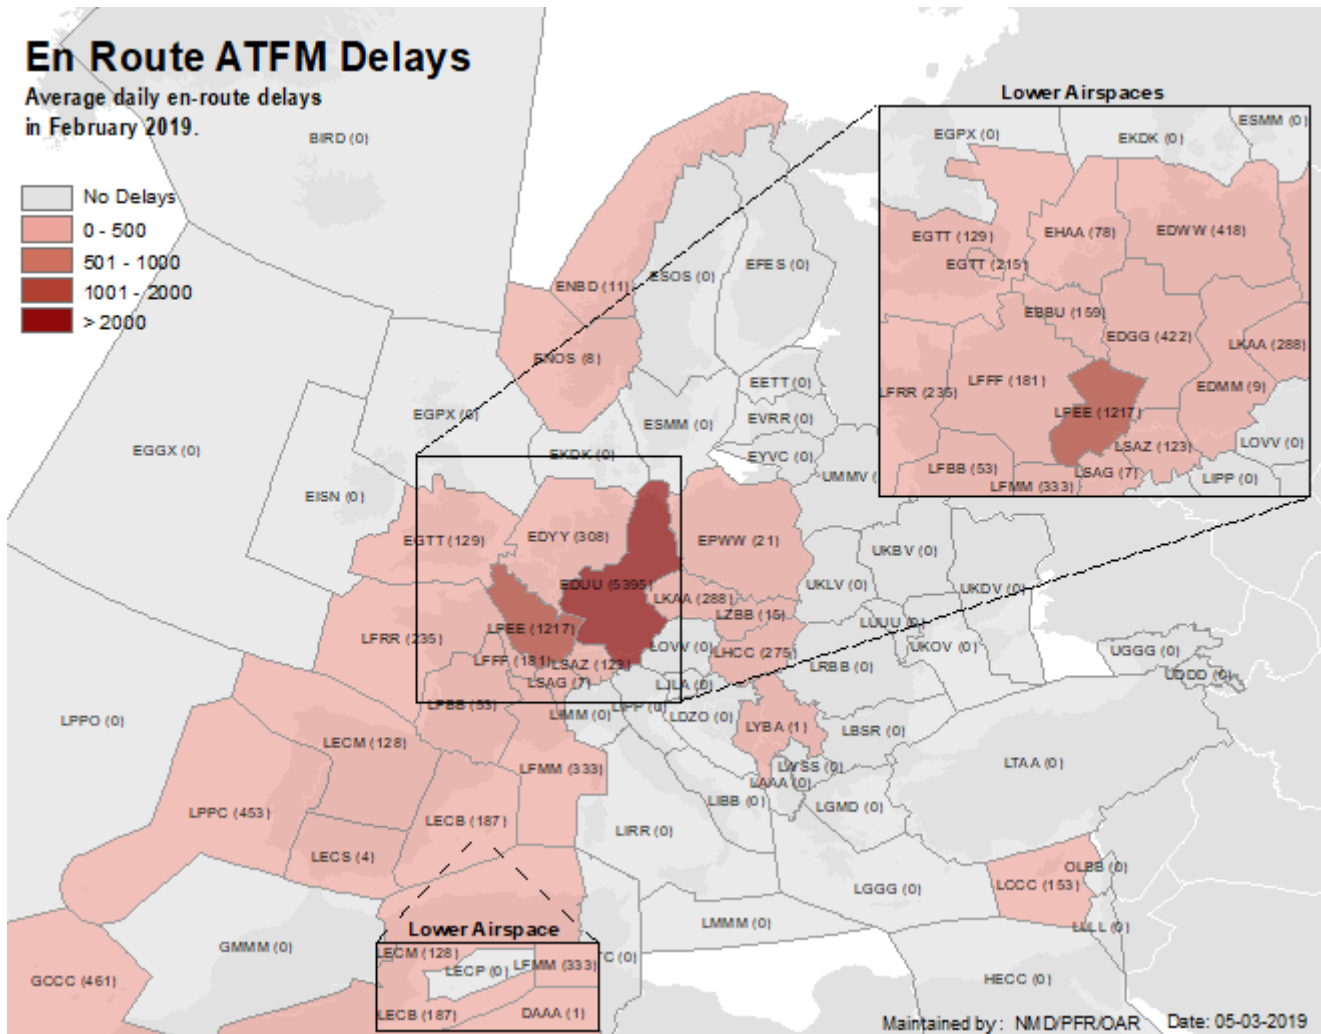 En Route ATFM Delays
Average daily en-route delays
in February 2019.
No Delays
0 - 500
501 - 1000
1001 - 2000
> 2000
Lower Airspaces
EGPX (0)
EKDK (0)
ESMM (0)
EGTT (129)
EGTT (215)
EHAA (78)
EDWW (418)
EBBU (159)
EDGG (422)
LKAA (288)
LFRR (235)
LFFF (181)
EDMM (9)
LFEE (1217)
LSAZ (123)
LOVV (0)
LFBB (53)
LSAG (7)
LIPP (0)
LFMM (333)
BIRD (0)
ENBD (11)
ESOS (0)
EFES (0)
ENOS (8)
EETT (0)
EGPX (0)
EVRR (0)
ESMM (0)
EGGX (0)
EKDK (0)
EYVC (0)
UMMV (
EISN (0)
EGTT (129)
EDYY (308)
EPWW (21)
UKBV (0)
EDUU (5395)
UKLV (0)
UKDV (0)
LKAA (288)
LZBB (15)
LFEE (1217)
LFRR (235)
LUUU (0)
LOVV (0)
LHCC (275)
UKOV (0)
UGGG (0)
LFFF (181)
LSAZ (123)
LRBB (0)
UDDD (0)
LSAG (7)
LJLA (0)
LFBB (53)
LIPP (0)
LPPO (0)
LIMM (0)
LDZO (0)
LYBA (1)
LBSR (0)
LECM (128)
LFMM (333)
LWSS (0)
LTAA (0)
LAAA (0)
LPPC (453)
LECB (187)
LIBB (0)
LGMD (0)
LIRR (0)
LECS (4)
OLBB (0)
LGGG (0)
LCCC (153)
LMMM (0)
LLLL (0)
Lower Airspace
GMMM (0)
LECM (128)
LECP (0)
LFMM (333)
TC (0)
GCCC (461)
HECC (0)
LECB (187)
DAAA (1)
Maintained by: NMD/PFR/OAR
Date: 05-03-2019